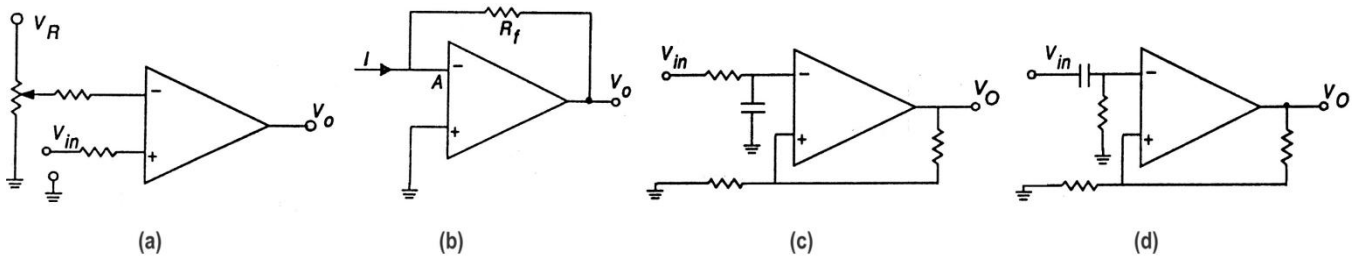 V_R
V_in
−
+
V_o
(a)
I
A
R_f
−
+
V_o
(b)
V_in
−
+
V_O
(c)
V_in
−
+
V_O
(d)